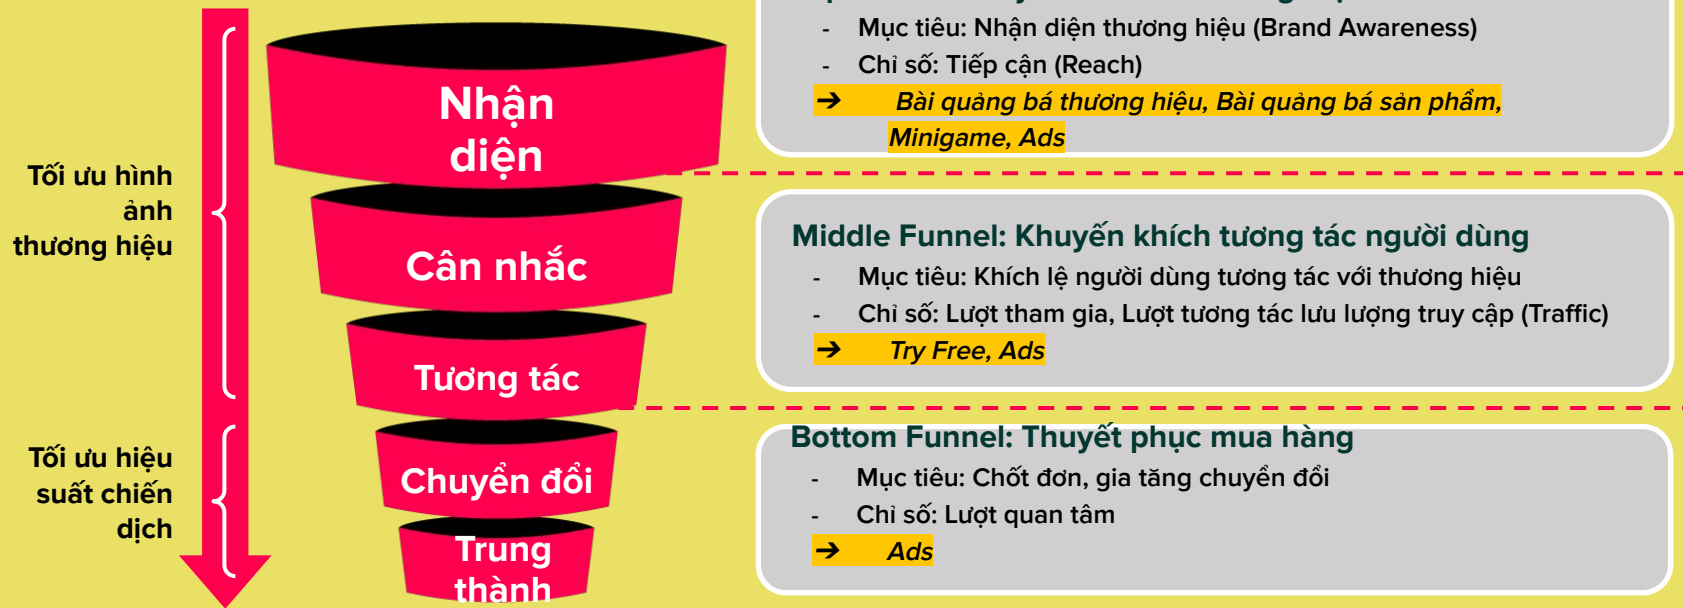 Tối ưu hình
ảnh
thương hiệu
Tối ưu hiệu
suất chiến
dịch
Nhận
diện
Cân nhắc
Tương tác
Chuyển đổi
Trung
thành
- Mục tiêu: Nhận diện thương hiệu (Brand Awareness)
- Chỉ số: Tiếp cận (Reach)
➔ Bài quảng bá thương hiệu, Bài quảng bá sản phẩm,
Minigame, Ads
Middle Funnel: Khuyến khích tương tác người dùng
- Mục tiêu: Khích lệ người dùng tương tác với thương hiệu
- Chỉ số: Lượt tham gia, Lượt tương tác lưu lượng truy cập (Traffic)
➔ Try Free, Ads
Bottom Funnel: Thuyết phục mua hàng
- Mục tiêu: Chốt đơn, gia tăng chuyển đổi
- Chỉ số: Lượt quan tâm
➔ Ads